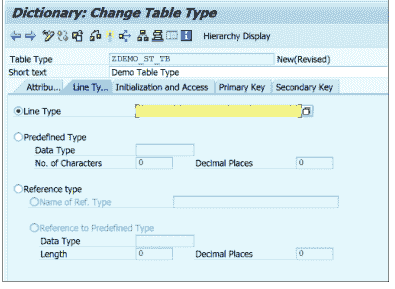 Dictionary: Change Table Type
Hierarchy Display
Table Type ZDEMO_ST_TB New(Revised)
Short text Demo Table Type
Attribu... Line Ty... Initialization and Access Primary Key Secondary Key
Line Type
Predefined Type
Data Type
No. of Characters 0 Decimal Places 0
Reference type
Name of Ref. Type
Reference to Predefined Type
Data Type
Length 0 Decimal Places 0